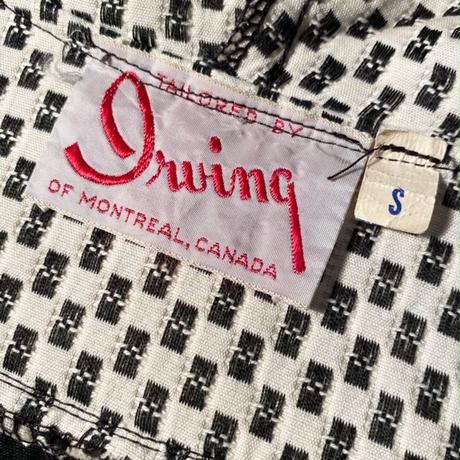 TAILORED BY
Irving
OF MONTREAL, CANADA
S